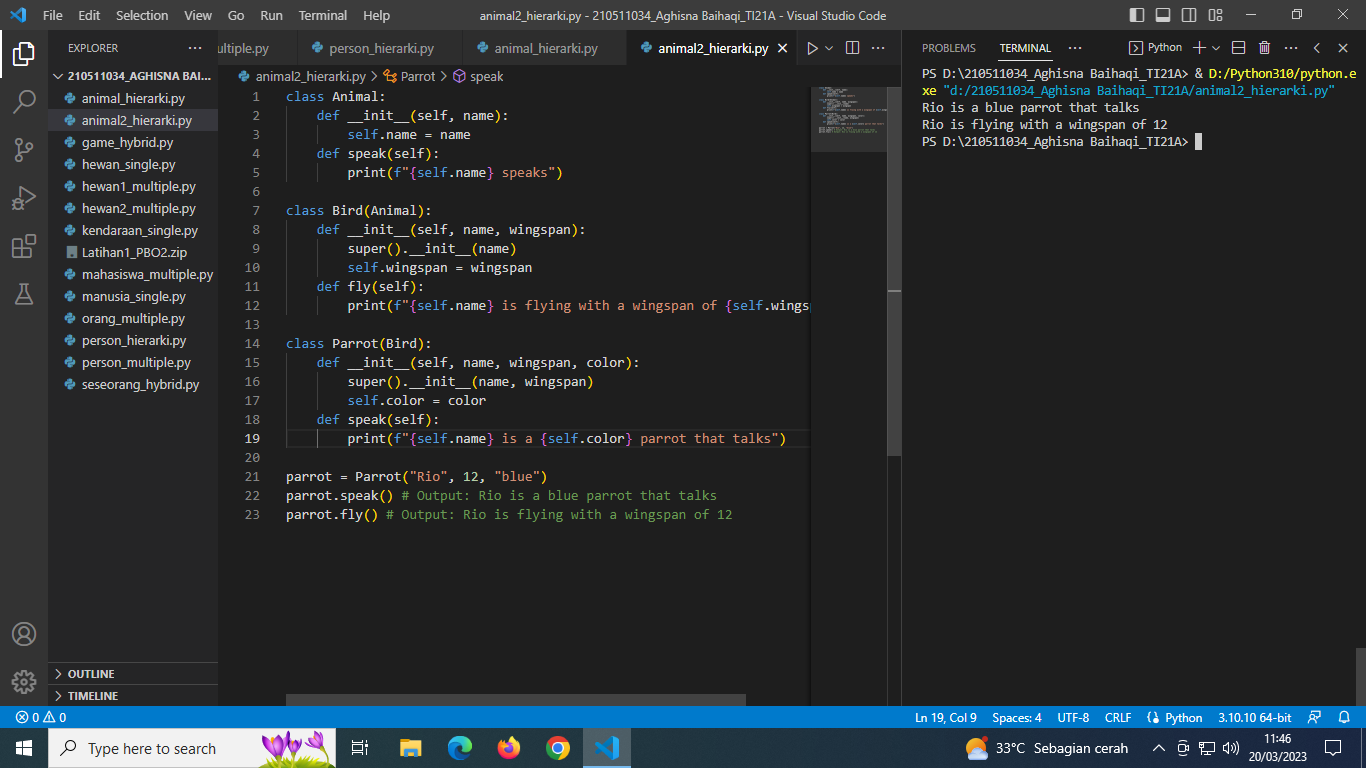 File Edit Selection View Go Run Terminal Help
animal2_hierarki.py - 210511034_Aghisna Baihaqi_TI21A - Visual Studio Code
EXPLORER
210511034_AGHISNA BAI...
animal_hierarki.py
animal2_hierarki.py
game_hybrid.py
hewan_single.py
hewan1_multiple.py
hewan2_multiple.py
kendaraan_single.py
Latihan1_PBO2.zip
mahasiswa_multiple.py
manusia_single.py
orang_multiple.py
person_hierarki.py
person_multiple.py
seseorang_hybrid.py
OUTLINE
TIMELINE
ultiple.py person_hierarki.py animal_hierarki.py animal2_hierarki.py
animal2_hierarki.py > Parrot > speak
1 class Animal:
2 def __init__(self, name):
3 self.name = name
4 def speak(self):
5 print(f"{self.name} speaks")
6
7 class Bird(Animal):
8 def __init__(self, name, wingspan):
9 super().__init__(name)
10 self.wingspan = wingspan
11 def fly(self):
12 print(f"{self.name} is flying with a wingspan of {self.wings
13
14 class Parrot(Bird):
15 def __init__(self, name, wingspan, color):
16 super().__init__(name, wingspan)
17 self.color = color
18 def speak(self):
19 print(f"{self.name} is a {self.color} parrot that talks")
20
21 parrot = Parrot("Rio", 12, "blue")
22 parrot.speak() # Output: Rio is a blue parrot that talks
23 parrot.fly() # Output: Rio is flying with a wingspan of 12
PROBLEMS TERMINAL Python
PS D:\210511034_Aghisna Baihaqi_TI21A> & D:/Python310/python.e
xe "d:/210511034_Aghisna Baihaqi_TI21A/animal2_hierarki.py"
Rio is a blue parrot that talks
Rio is flying with a wingspan of 12
PS D:\210511034_Aghisna Baihaqi_TI21A>
0 0 Ln 19, Col 9 Spaces: 4 UTF-8 CRLF Python 3.10.10 64-bit
Type here to search
33°C Sebagian cerah
11:46
20/03/2023